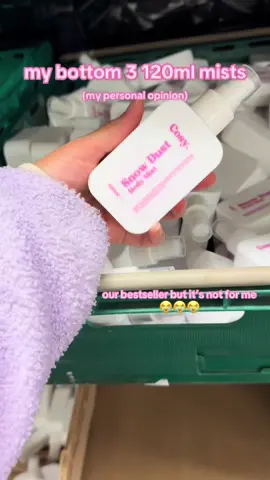 my bottom 3 120ml mists
(my personal opinion)
Cosy
Snow Dust
Body Mist
our bestseller but it's not for me
😭😭😭